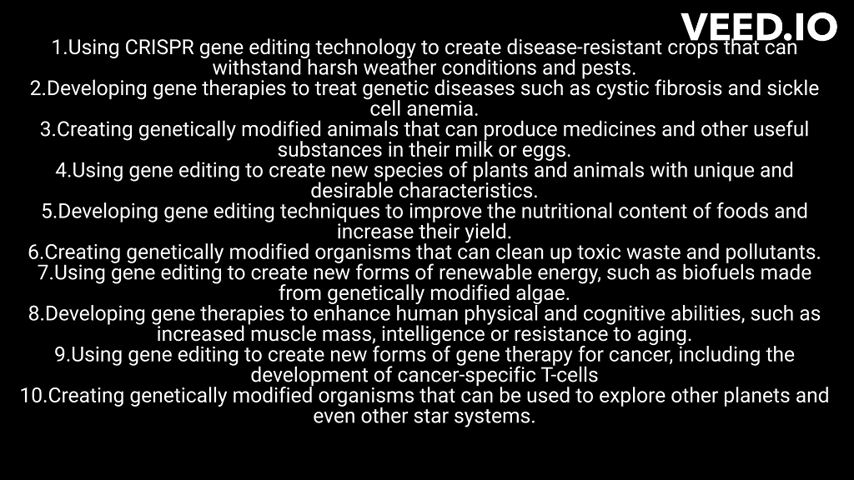 VEED.IO
1.Using CRISPR gene editing technology to create disease-resistant crops that can
withstand harsh weather conditions and pests.
2.Developing gene therapies to treat genetic diseases such as cystic fibrosis and sickle
cell anemia.
3.Creating genetically modified animals that can produce medicines and other useful
substances in their milk or eggs.
4.Using gene editing to create new species of plants and animals with unique and
desirable characteristics.
5.Developing gene editing techniques to improve the nutritional content of foods and
increase their yield.
6.Creating genetically modified organisms that can clean up toxic waste and pollutants.
7.Using gene editing to create new forms of renewable energy, such as biofuels made
from genetically modified algae.
8.Developing gene therapies to enhance human physical and cognitive abilities, such as
increased muscle mass, intelligence or resistance to aging.
9.Using gene editing to create new forms of gene therapy for cancer, including the
development of cancer-specific T-cells
10.Creating genetically modified organisms that can be used to explore other planets and
even other star systems.